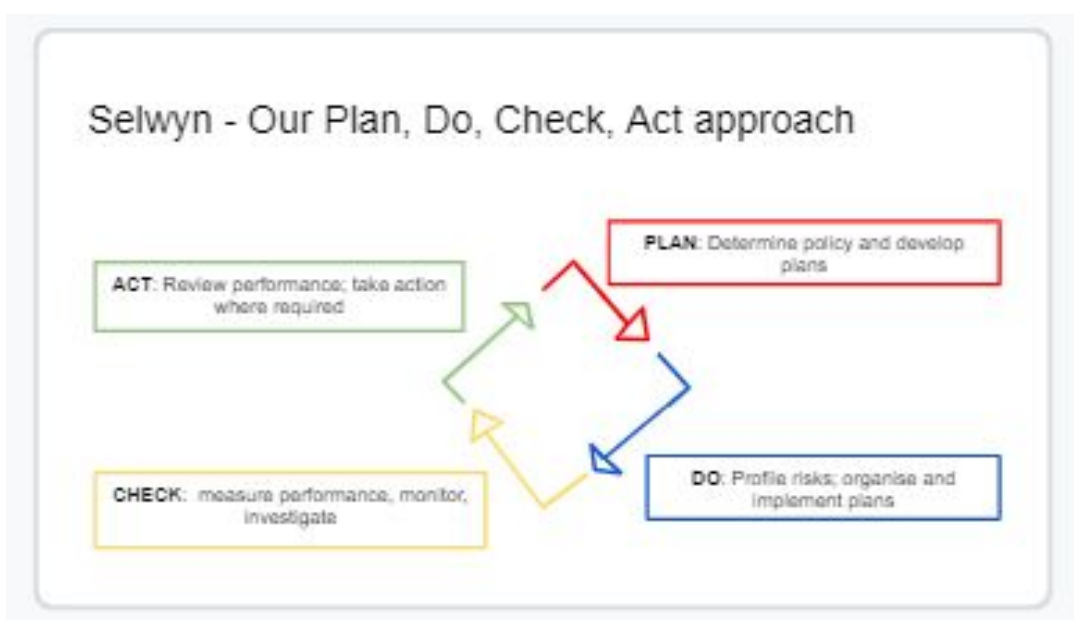 Selwyn - Our Plan, Do, Check, Act approach
PLAN: Determine policy and develop
plans
ACT: Review performance; take action
where required
DO: Profile risks; organise and
implement plans
CHECK: measure performance, monitor,
investigate